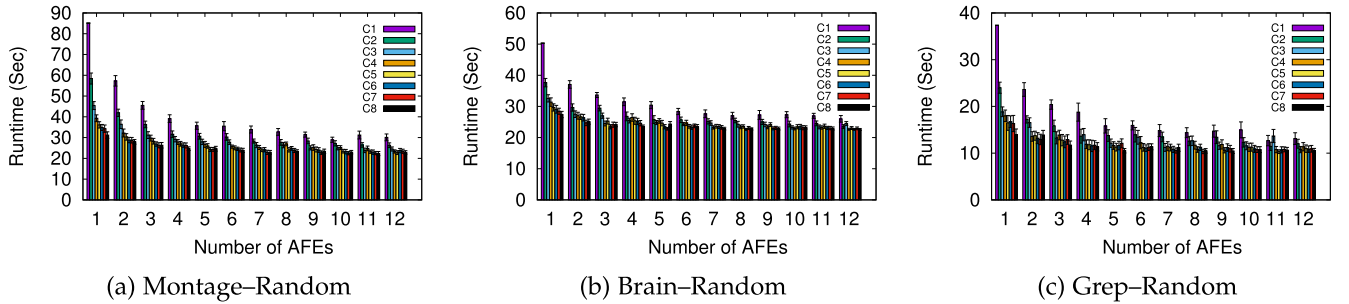 90
80
70
60
50
40
30
20
10
0
Runtime (Sec)
C1
C2
C3
C4
C5
C6
C7
C8
1 2 3 4 5 6 7 8 9 10 11 12
Number of AFEs
(a) Montage–Random
60
50
40
30
20
10
0
Runtime (Sec)
C1
C2
C3
C4
C5
C6
C7
C8
1 2 3 4 5 6 7 8 9 10 11 12
Number of AFEs
(b) Brain–Random
40
30
20
10
0
Runtime (Sec)
C1
C2
C3
C4
C5
C6
C7
C8
1 2 3 4 5 6 7 8 9 10 11 12
Number of AFEs
(c) Grep–Random